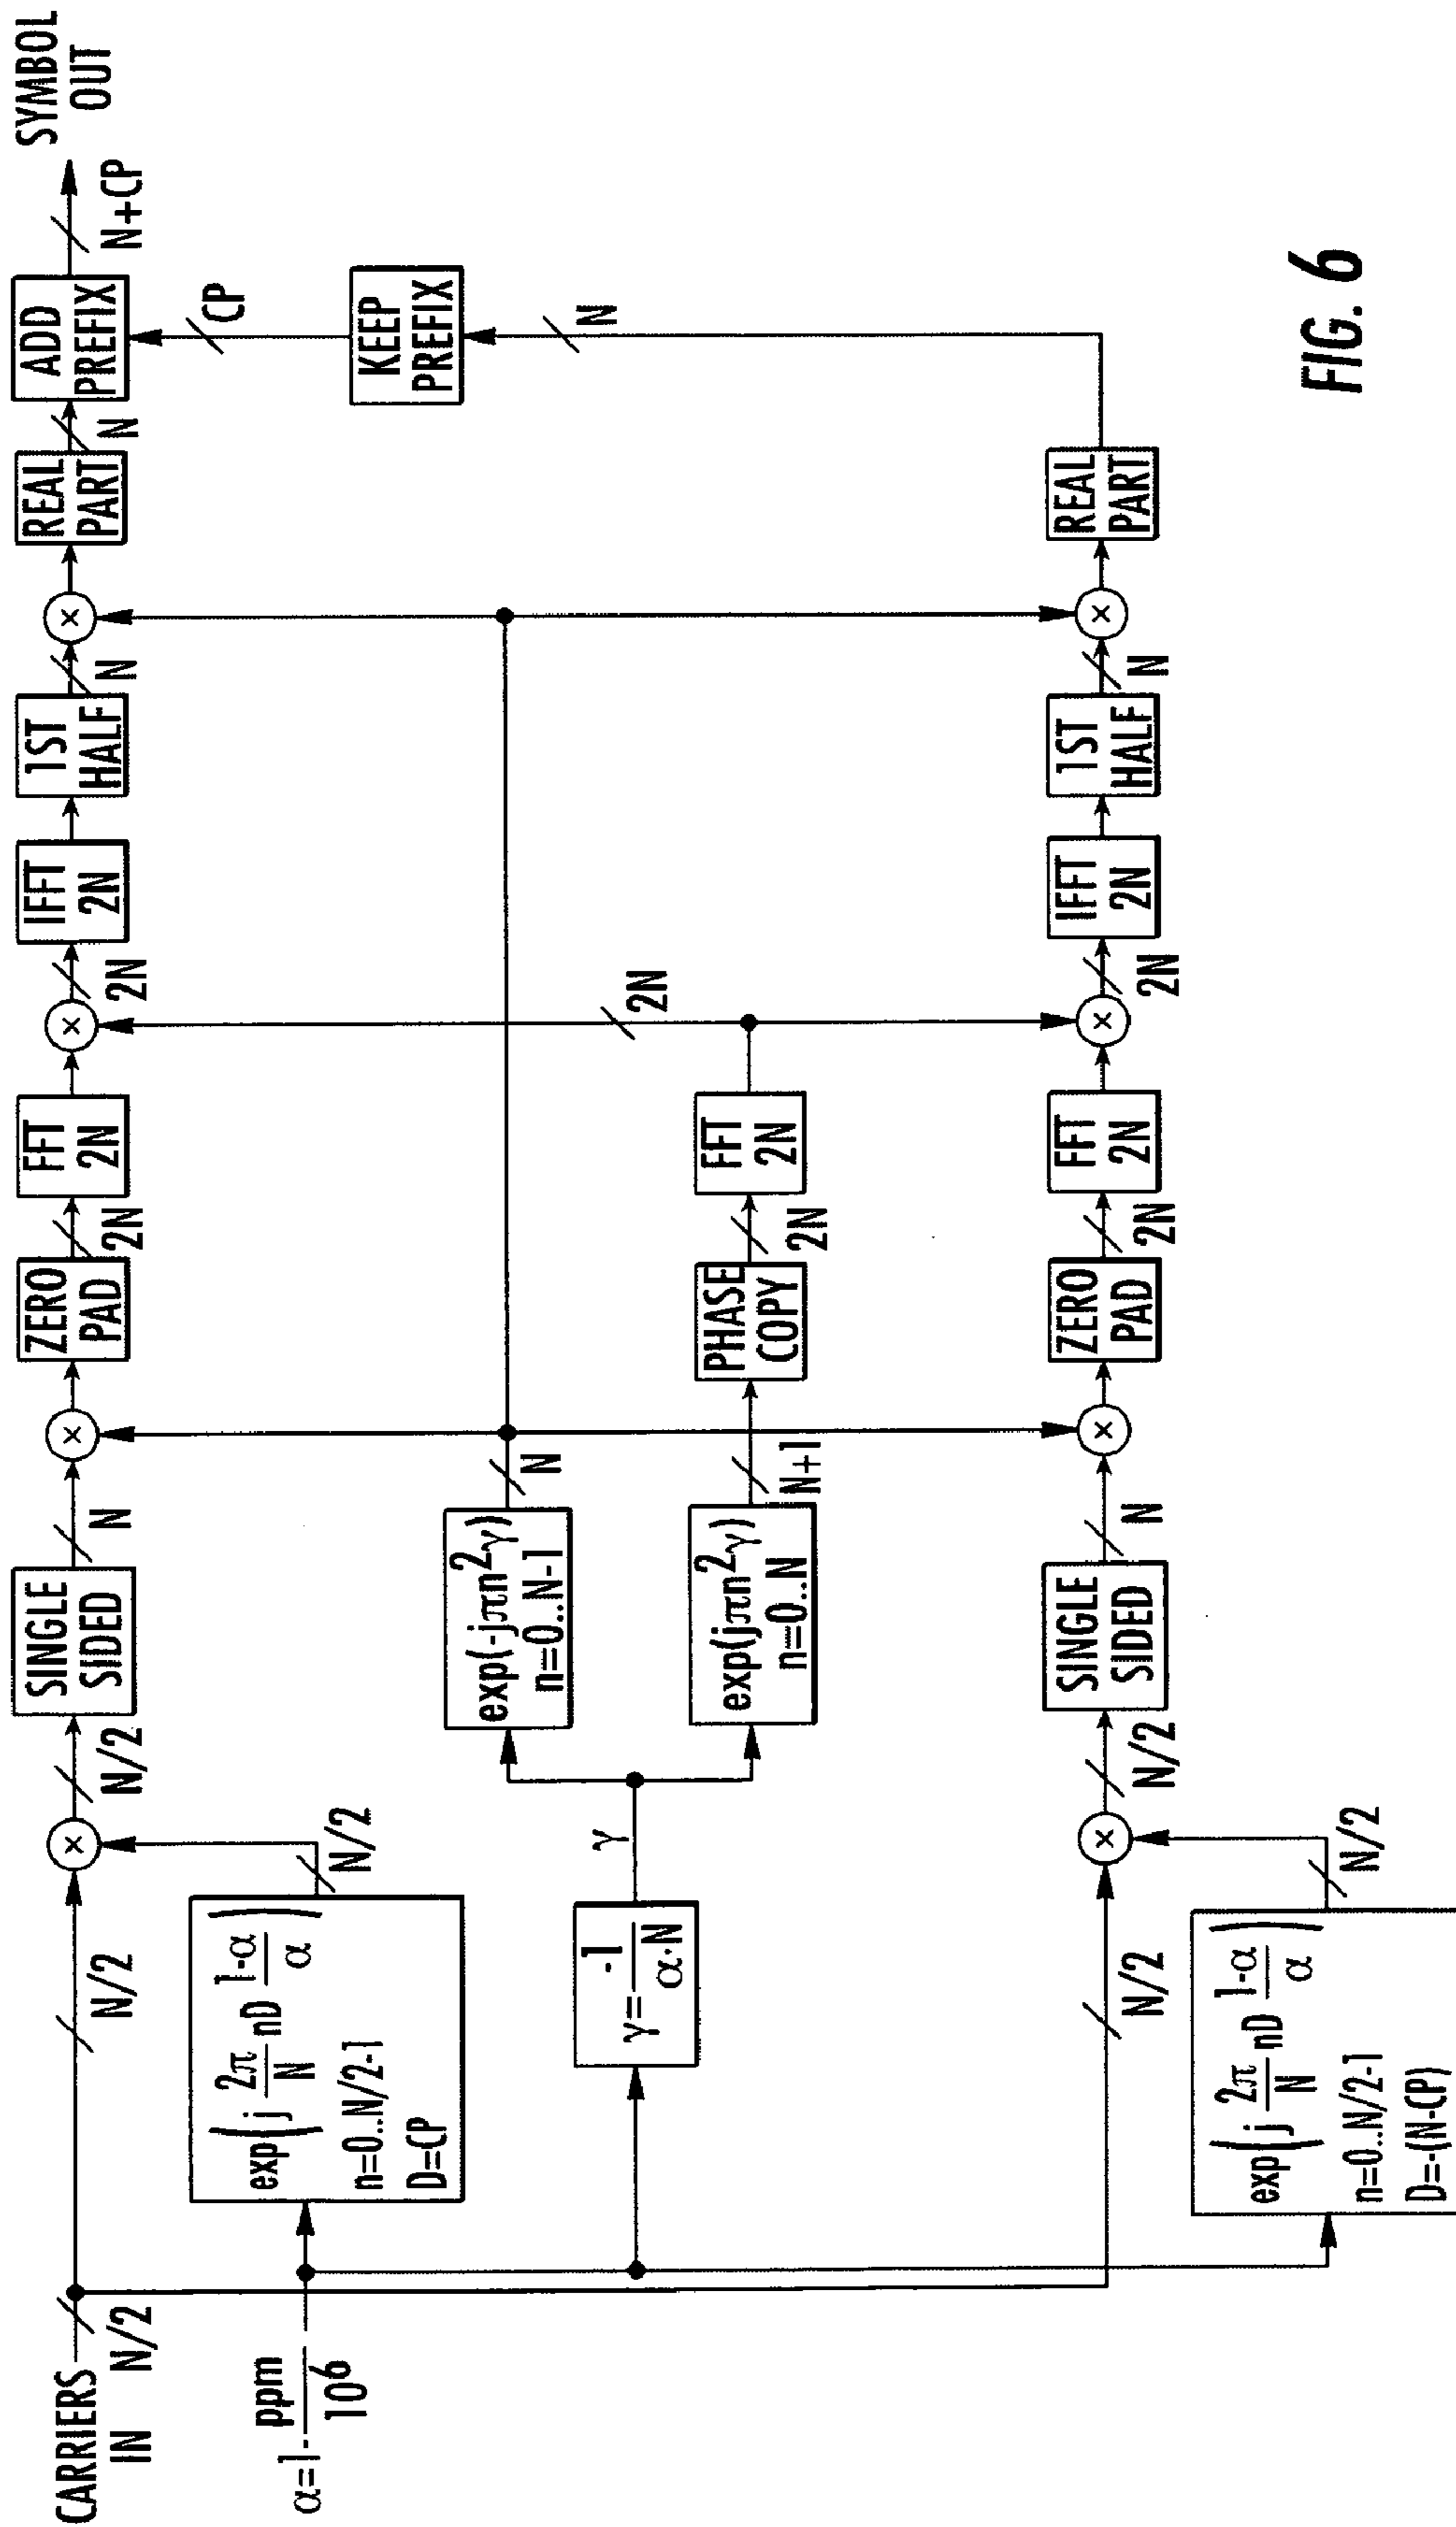 CARRIERS
IN
N/2
N/2
N/2
SINGLE
SIDED
N
ZERO
PAD
2N
FFT
2N
2N
IFFT
2N
1ST
HALF
N
REAL
PART
N
ADD
PREFIX
N+CP
SYMBOL
OUT
α=1-ppm/10⁶
exp(j 2π/N nD 1-α/α)
n=0..N/2-1
D=CP
N/2
CP
KEEP
PREFIX
N
γ=-1/α·N
γ
exp(-jπn²γ)
n=0..N-1
N
exp(jπn²γ)
n=0..N
N+1
PHASE
COPY
2N
FFT
2N
2N
N/2
N/2
SINGLE
SIDED
N
ZERO
PAD
2N
FFT
2N
2N
IFFT
2N
1ST
HALF
N
REAL
PART
exp(j 2π/N nD 1-α/α)
n=0..N/2-1
D=-(N-CP)
N/2
FIG. 6